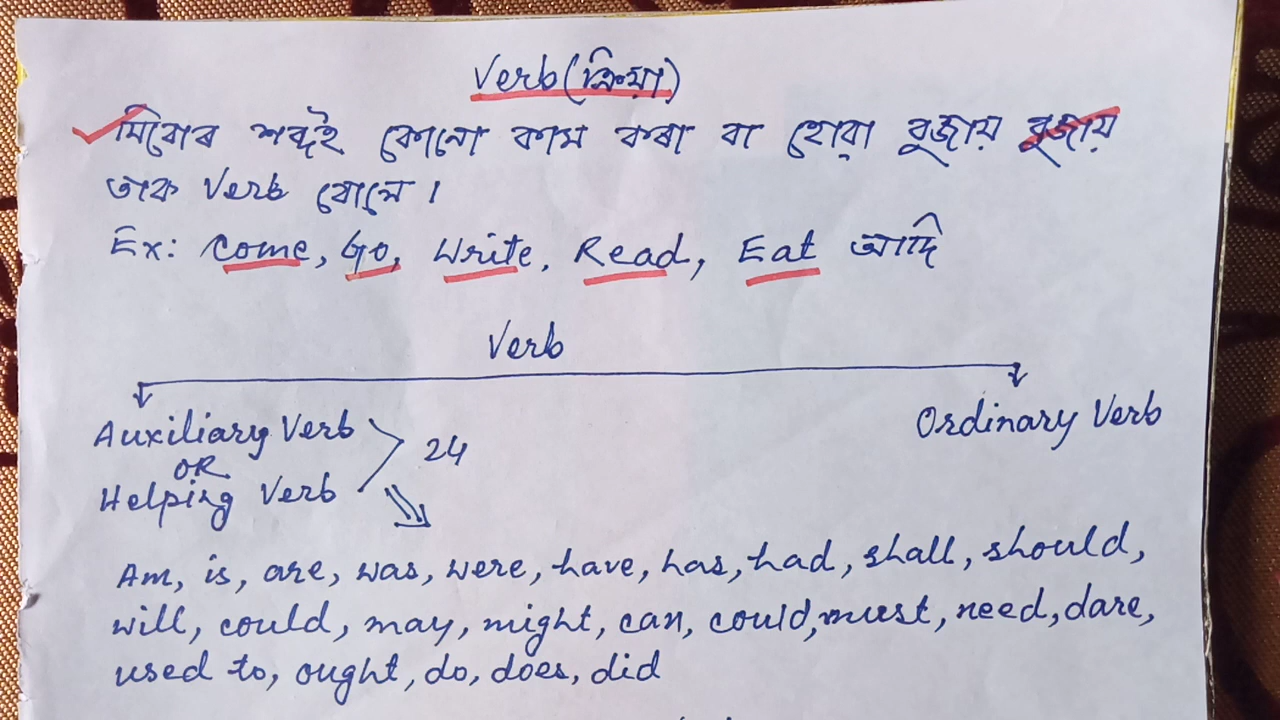 Verb (ক্ৰিয়া)
যিবোৰ শব্দই কোনো কাম কৰা বা হোৱা বুজায় বুজায়
তাক Verb বোলে।
Ex: Come, Go, Write, Read, Eat আদি
Verb
Auxiliary Verb
OR
Helping Verb
24
Ordinary Verb
Am, is, are, was, were, have, has, had, shall, should,
will, could, may, might, can, could, must, need, dare,
used to, ought, do, does, did